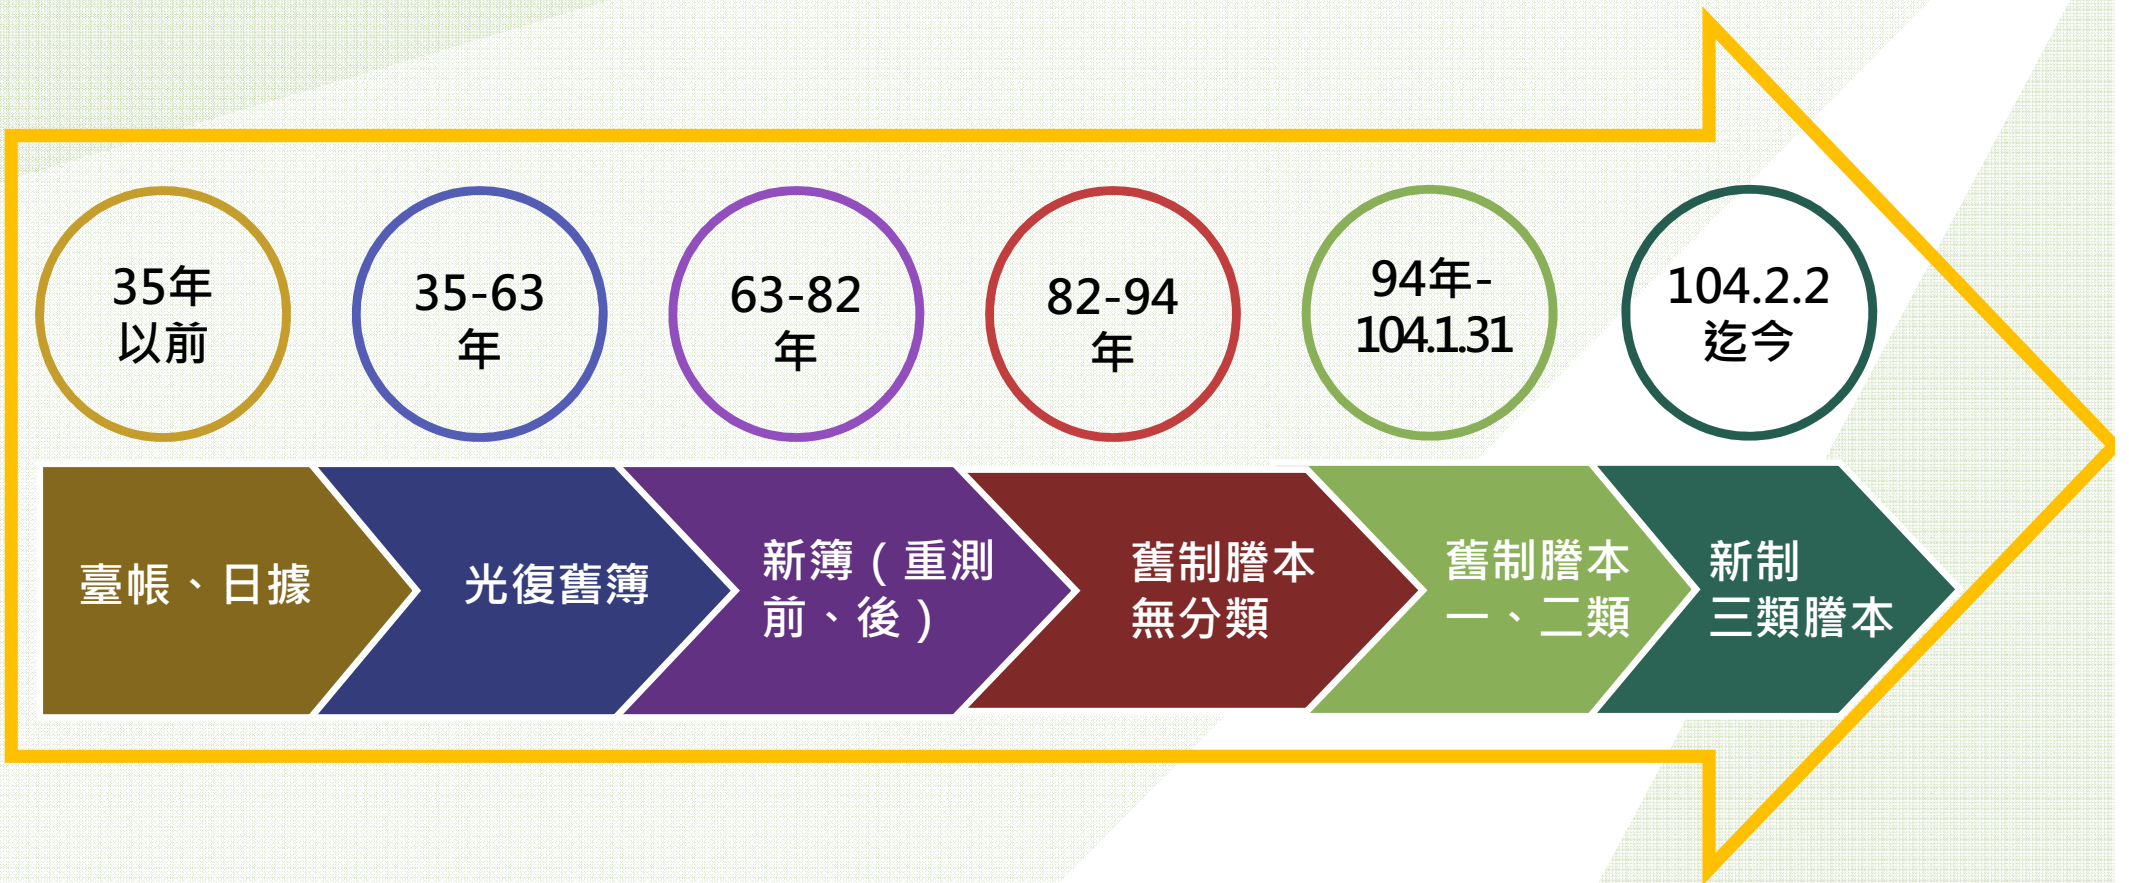 35年
以前
35-63
年
63-82
年
82-94
年
94年-
104.1.31
104.2.2
迄今
臺帳、日據
光復舊簿
新簿（重測
前、後）
舊制謄本
無分類
舊制謄本
一、二類
新制
三類謄本